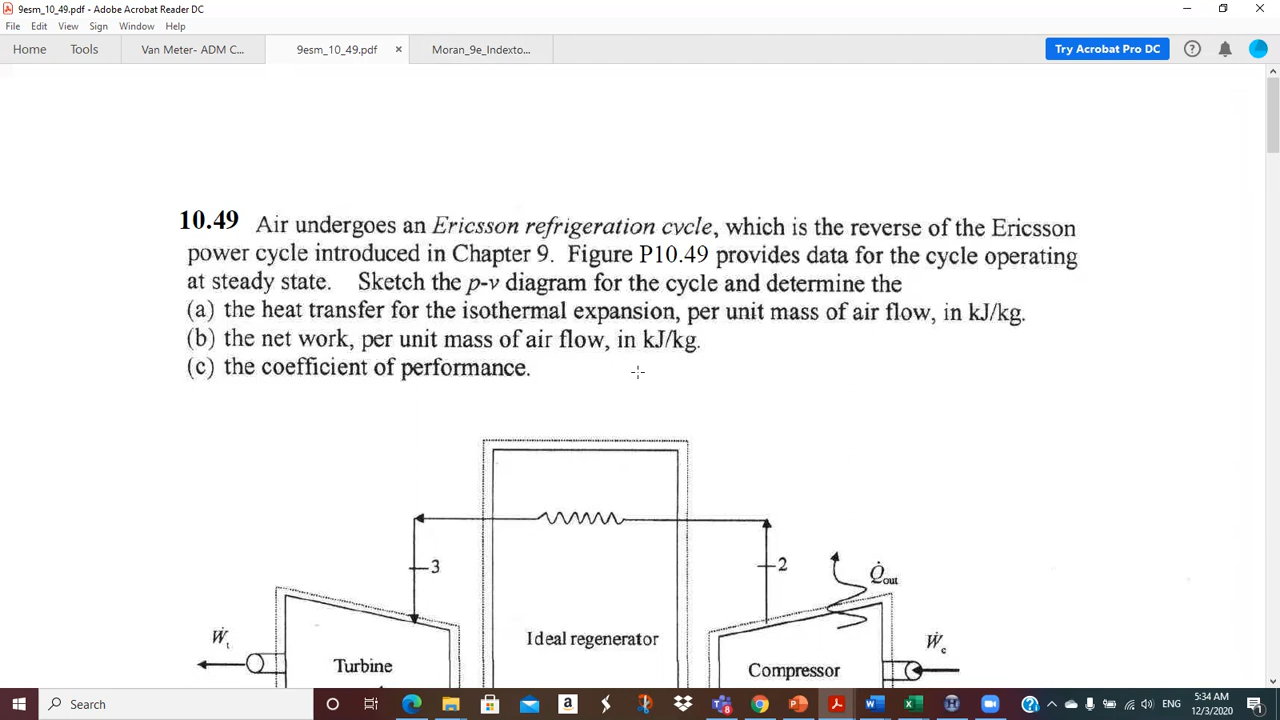 9esm_10_49.pdf - Adobe Acrobat Reader DC
File Edit View Sign Window Help
Home Tools Van Meter- ADM C... 9esm_10_49.pdf × Moran_9e_Indexto... Try Acrobat Pro DC
10.49 Air undergoes an Ericsson refrigeration cycle, which is the reverse of the Ericsson
power cycle introduced in Chapter 9. Figure P10.49 provides data for the cycle operating
at steady state. Sketch the p-v diagram for the cycle and determine the
(a) the heat transfer for the isothermal expansion, per unit mass of air flow, in kJ/kg.
(b) the net work, per unit mass of air flow, in kJ/kg.
(c) the coefficient of performance.
3
2
Q̇out
Ẇt
Ideal regenerator
Ẇc
Turbine
Compressor
Search
ENG
5:34 AM
12/3/2020